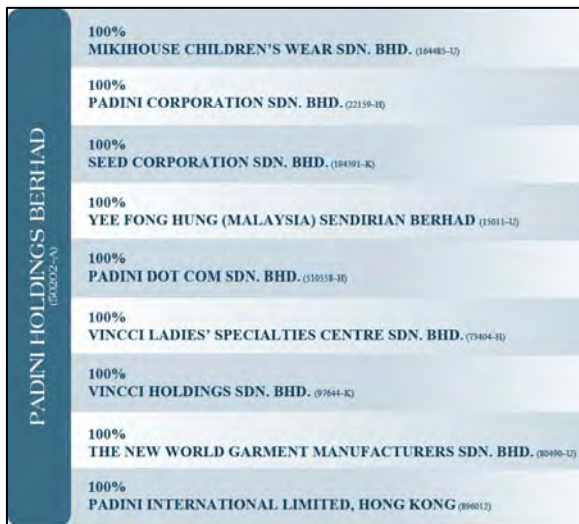 PADINI HOLDINGS BERHAD
(50202-A)
100%
MIKIHOUSE CHILDREN'S WEAR SDN. BHD. (164485-U)
100%
PADINI CORPORATION SDN. BHD. (22159-H)
100%
SEED CORPORATION SDN. BHD. (194391-K)
100%
YEE FONG HUNG (MALAYSIA) SENDIRIAN BERHAD (15011-U)
100%
PADINI DOT COM SDN. BHD. (510558-H)
100%
VINCCI LADIES' SPECIALTIES CENTRE SDN. BHD. (73404-H)
100%
VINCCI HOLDINGS SDN. BHD. (97644-K)
100%
THE NEW WORLD GARMENT MANUFACTURERS SDN. BHD. (80490-U)
100%
PADINI INTERNATIONAL LIMITED, HONG KONG (896012)